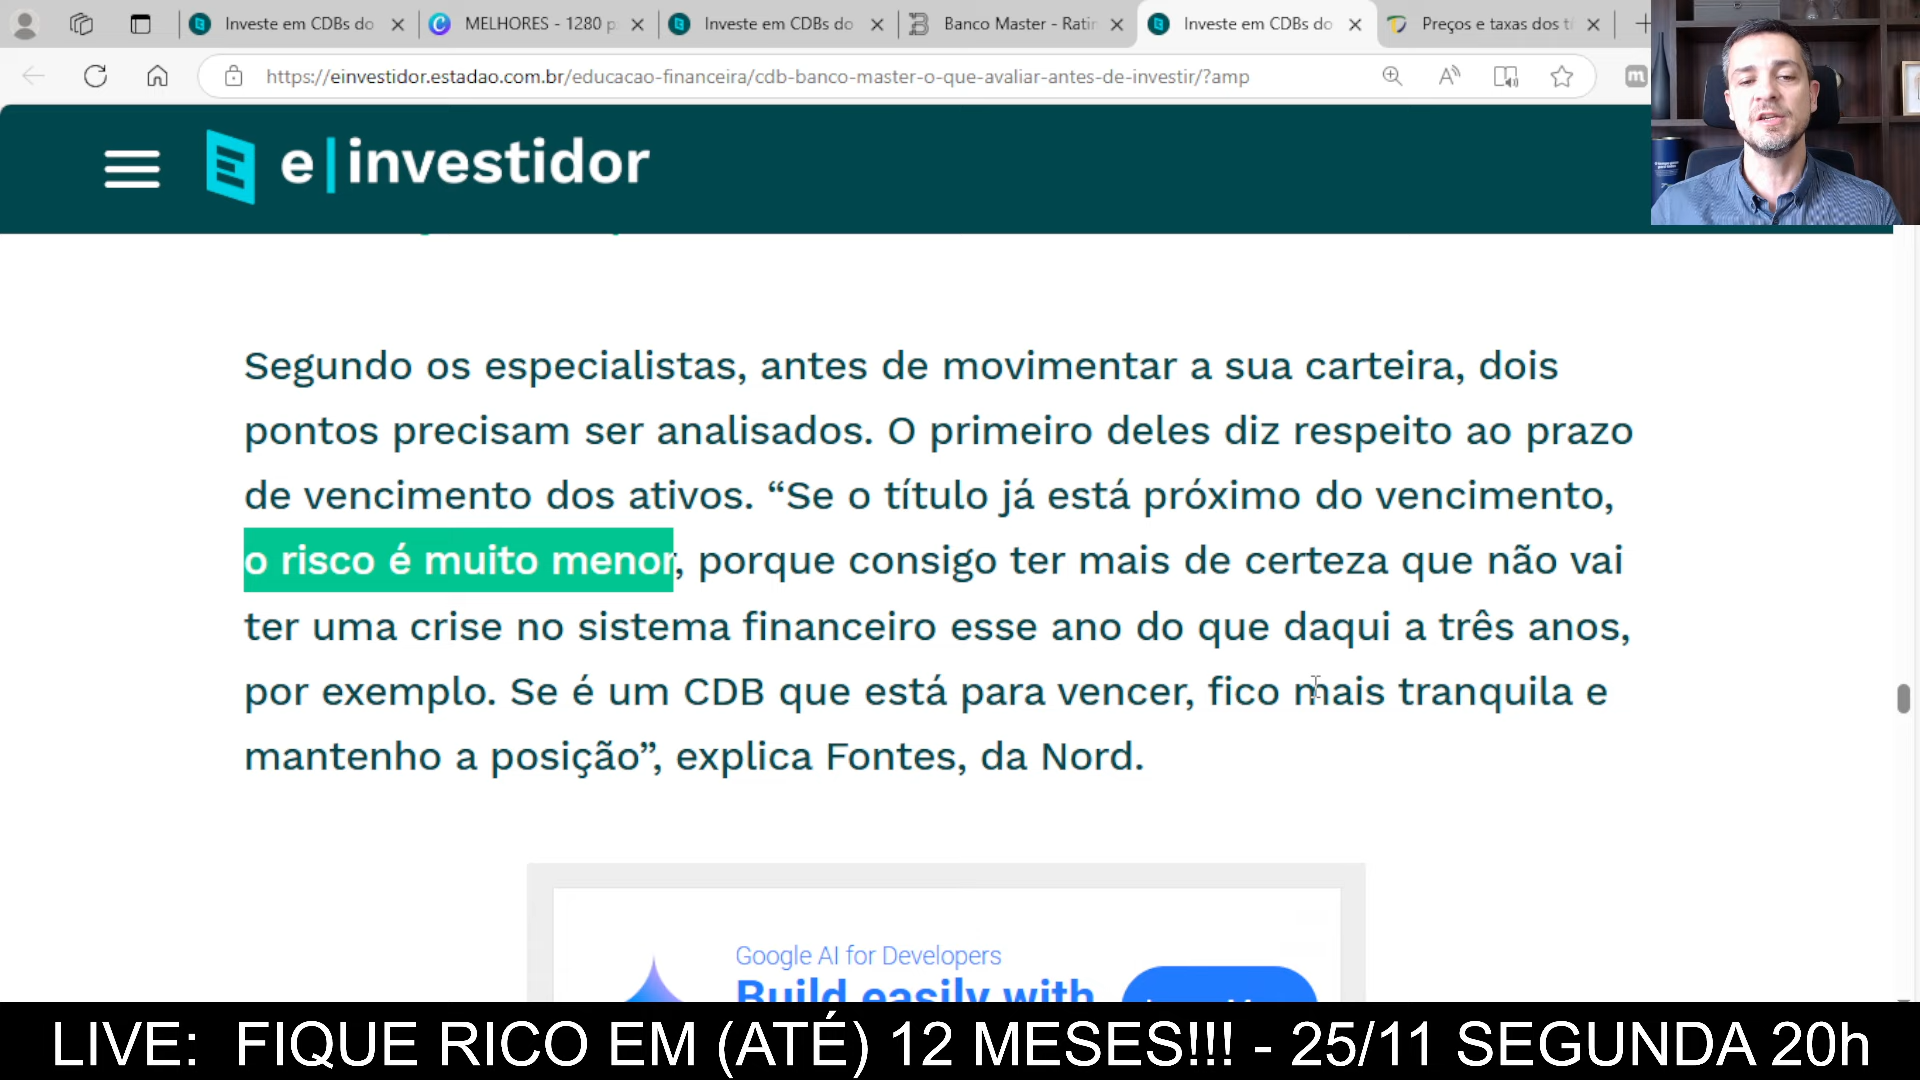 Investe em CDBs do
MELHORES - 1280 p
Investe em CDBs do
Banco Master - Ratin
Investe em CDBs do
Preços e taxas dos tí
https://einvestidor.estadao.com.br/educacao-financeira/cdb-banco-master-o-que-avaliar-antes-de-investir/?amp
e|investidor
Segundo os especialistas, antes de movimentar a sua carteira, dois
pontos precisam ser analisados. O primeiro deles diz respeito ao prazo
de vencimento dos ativos. “Se o título já está próximo do vencimento,
o risco é muito menor, porque consigo ter mais de certeza que não vai
ter uma crise no sistema financeiro esse ano do que daqui a três anos,
por exemplo. Se é um CDB que está para vencer, fico mais tranquila e
mantenho a posição”, explica Fontes, da Nord.
Google AI for Developers
Build easily with
LIVE: FIQUE RICO EM (ATÉ) 12 MESES!!! - 25/11 SEGUNDA 20h